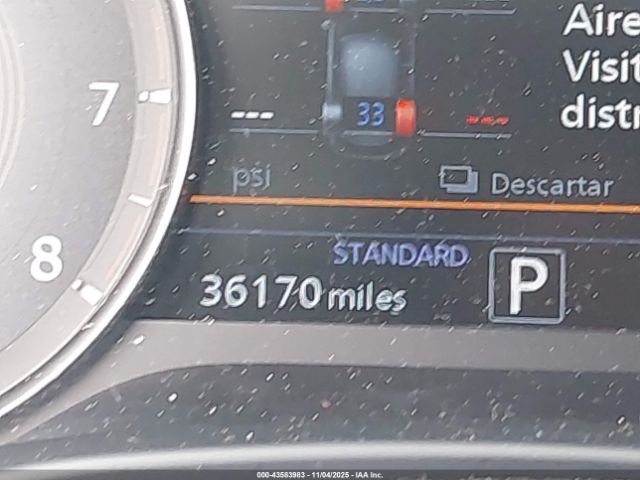 Aire
Visit
distr
7
---
33
---
psi
Descartar
STANDARD
8
36170 miles
P
000-43583983 - 11/04/2025 - IAA Inc.